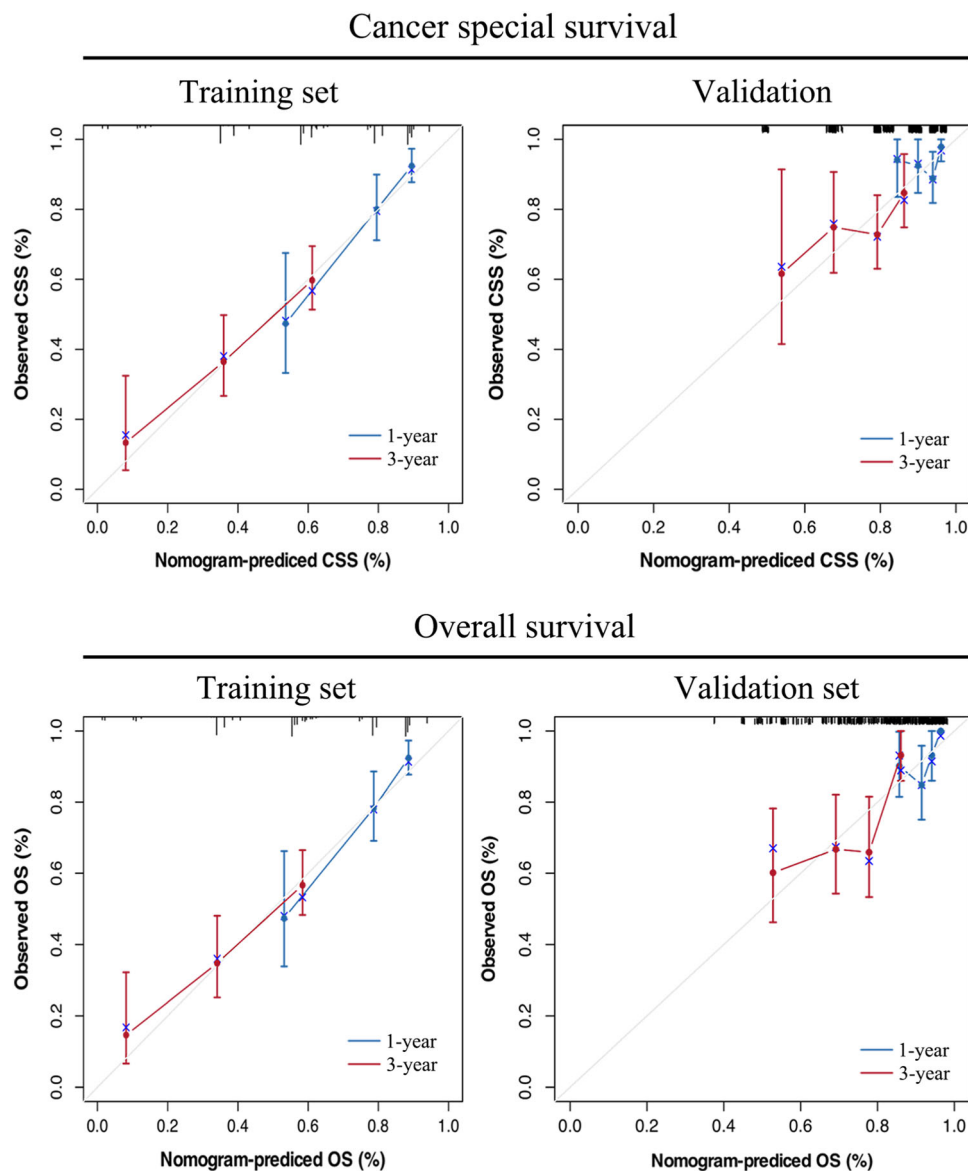 Cancer special survival
Training set
Validation
1.0
0.8
0.6
0.4
0.2
0.0
Observed CSS (%)
1-year
3-year
0.0 0.2 0.4 0.6 0.8 1.0
Nomogram-prediced CSS (%)
1.0
0.8
0.6
0.4
0.2
0.0
Observed CSS (%)
1-year
3-year
0.0 0.2 0.4 0.6 0.8 1.0
Nomogram-prediced CSS (%)
Overall survival
Training set
Validation set
1.0
0.8
0.6
0.4
0.2
0.0
Observed OS (%)
1-year
3-year
0.0 0.2 0.4 0.6 0.8 1.0
Nomogram-prediced OS (%)
1.0
0.8
0.6
0.4
0.2
0.0
Observed OS (%)
1-year
3-year
0.0 0.2 0.4 0.6 0.8 1.0
Nomogram-prediced OS (%)